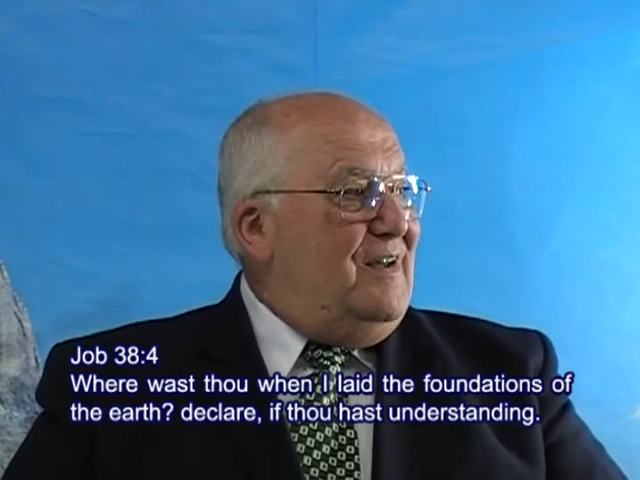 Job 38:4
Where wast thou when I laid the foundations of
the earth? declare, if thou hast understanding.